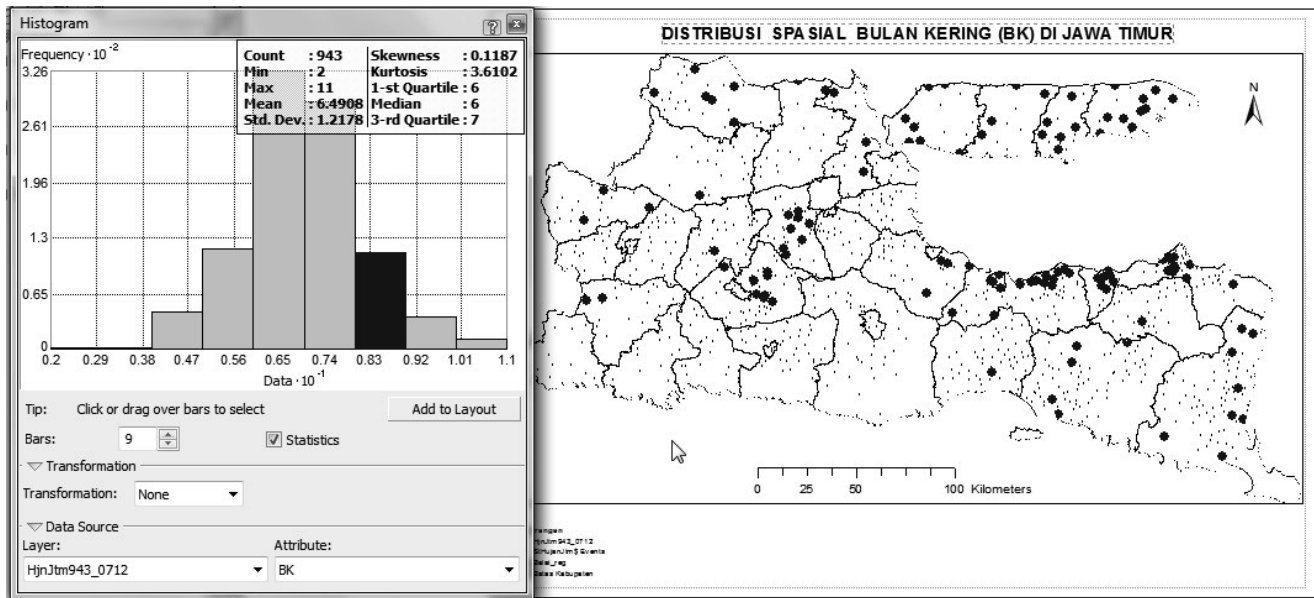 Histogram
Frequency · 10⁻²
Count : 943 Skewness : 0.1187
Min : 2 Kurtosis : 3.6102
Max : 11 1-st Quartile : 6
Mean : 6.4908 Median : 6
Std. Dev. : 1.2178 3-rd Quartile : 7
3.26
2.61
1.96
1.3
0.65
0
0.2 0.29 0.38 0.47 0.56 0.65 0.74 0.83 0.92 1.01 1.1
Data · 10⁻¹
Tip: Click or drag over bars to select Add to Layout
Bars: 9 Statistics
Transformation
Transformation: None
Data Source
Layer: Attribute:
HjnJtm943_0712 BK
DISTRIBUSI SPASIAL BULAN KERING (BK) DI JAWA TIMUR
N
0 25 50 100 Kilometers
HjnJtm943_0712
StHujanJtm$ Events
Batas Kabupaten